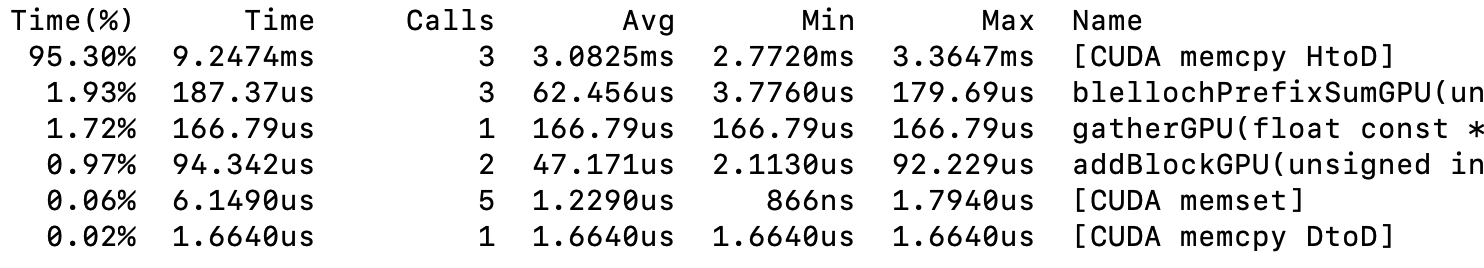 Time(%) Time Calls Avg Min Max Name
95.30% 9.2474ms 3 3.0825ms 2.7720ms 3.3647ms [CUDA memcpy HtoD]
1.93% 187.37us 3 62.456us 3.7760us 179.69us blellochPrefixSumGPU(un
1.72% 166.79us 1 166.79us 166.79us 166.79us gatherGPU(float const *
0.97% 94.342us 2 47.171us 2.1130us 92.229us addBlockGPU(unsigned in
0.06% 6.1490us 5 1.2290us 866ns 1.7940us [CUDA memset]
0.02% 1.6640us 1 1.6640us 1.6640us 1.6640us [CUDA memcpy DtoD]